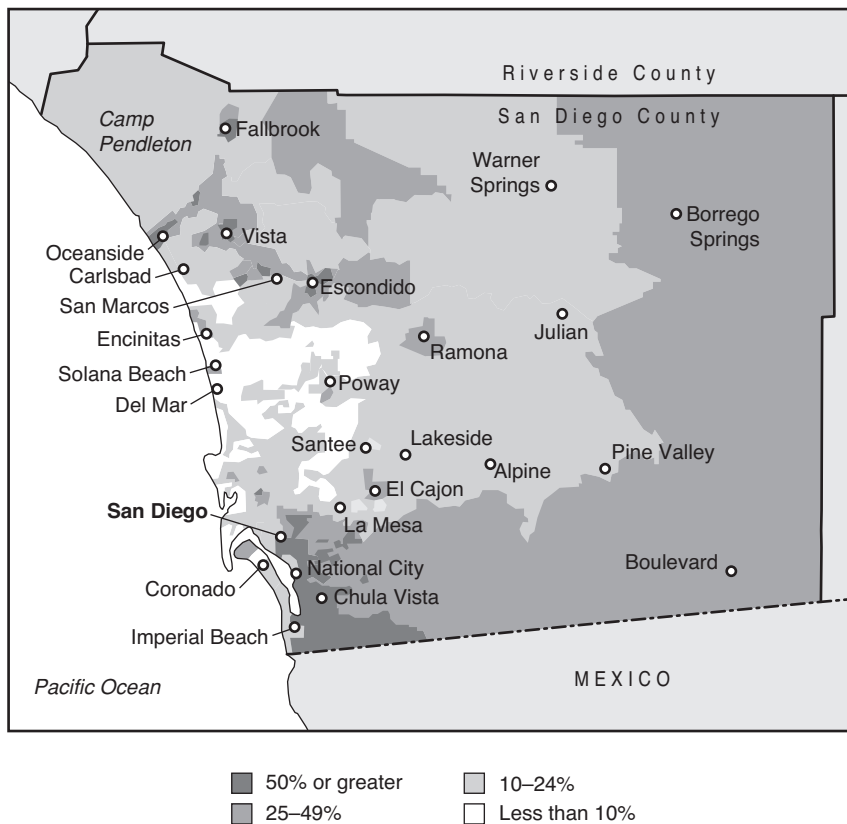 Riverside County
San Diego County
Camp
Pendleton
Fallbrook
Warner
Springs
Borrego
Springs
Oceanside
Vista
Carlsbad
San Marcos
Escondido
Encinitas
Julian
Ramona
Solana Beach
Poway
Del Mar
Santee
Lakeside
Alpine
Pine Valley
El Cajon
San Diego
La Mesa
National City
Boulevard
Coronado
Chula Vista
Imperial Beach
Pacific Ocean
MEXICO
50% or greater
10–24%
25–49%
Less than 10%